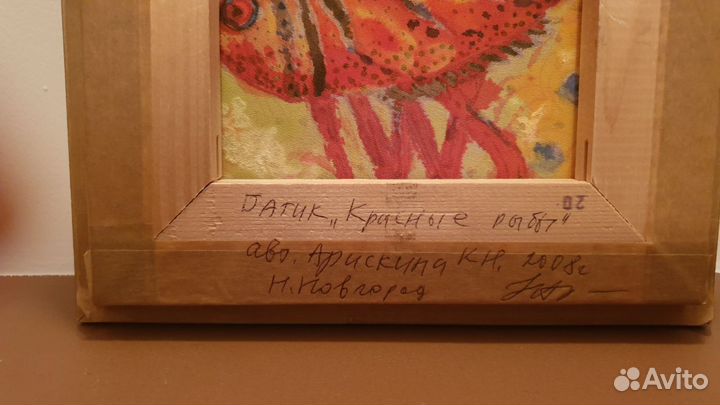 Батик „Красные рыбы"
20
авт. Арискина К.Н. 2008г
Н.Новгород
Avito